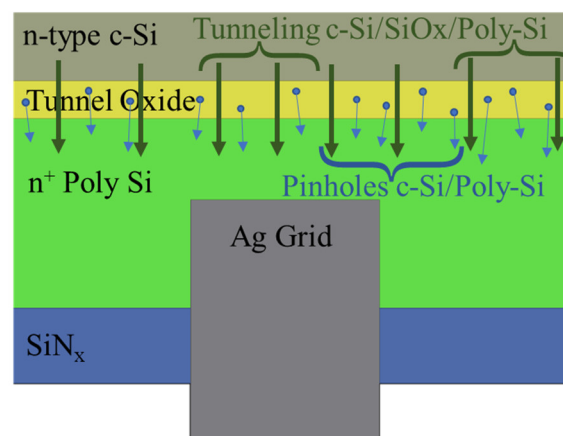 n-type c-Si
Tunneling c-Si/SiOx/Poly-Si
Tunnel Oxide
n⁺ Poly Si
Pinholes c-Si/Poly-Si
Ag Grid
SiNₓ